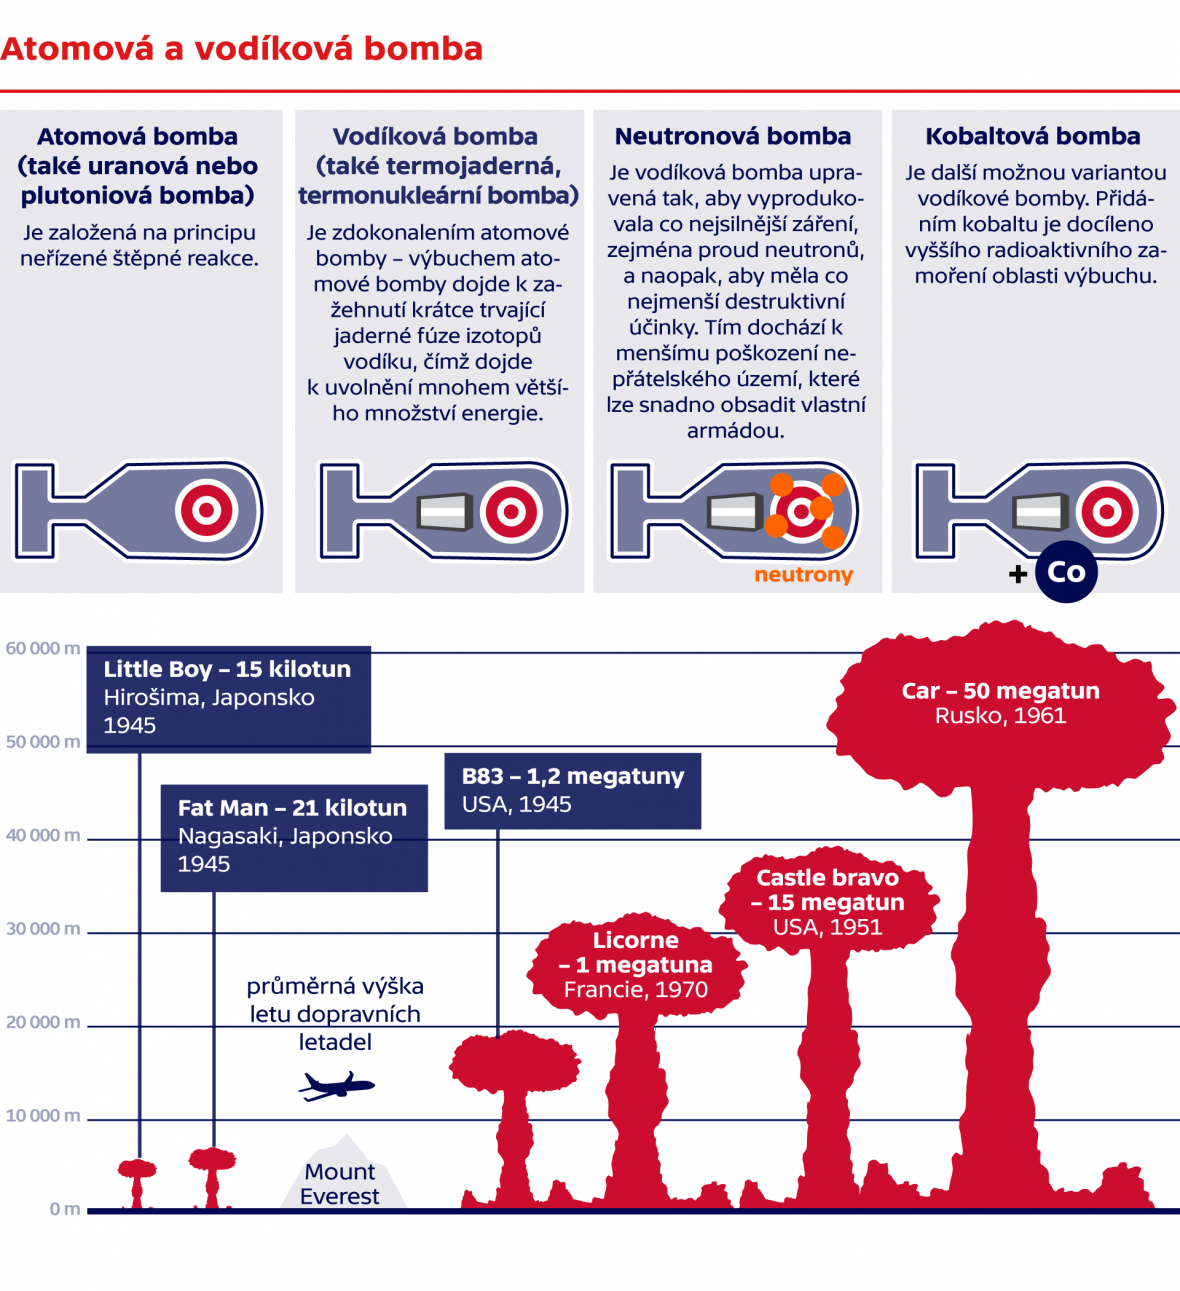 Atomová a vodíková bomba
Atomová bomba
(také uranová nebo
plutoniová bomba)
Je založená na principu
neřízené štěpné reakce.
Vodíková bomba
(také termojaderná,
termonukleární bomba)
Je zdokonalením atomové
bomby – výbuchem ato-
mové bomby dojde k za-
žehnutí krátce trvající
jaderné fúze izotopů
vodíku, čímž dojde
k uvolnění mnohem větší-
ho množství energie.
Neutronová bomba
Je vodíková bomba upra-
vená tak, aby vyproduko-
vala co nejsilnější záření,
zejména proud neutronů,
a naopak, aby měla co
nejmenší destruktivní
účinky. Tím dochází k
menšímu poškození ne-
přátelského území, které
lze snadno obsadit vlastní
armádou.
neutrony
Kobaltová bomba
Je další možnou variantou
vodíkové bomby. Přidá-
ním kobaltu je docíleno
vyššího radioaktivního za-
moření oblasti výbuchu.
+ Co
60 000 m
50 000 m
40 000 m
30 000 m
20 000 m
10 000 m
0 m
Little Boy – 15 kilotun
Hirošima, Japonsko
1945
Fat Man – 21 kilotun
Nagasaki, Japonsko
1945
průměrná výška
letu dopravních
letadel
Mount
Everest
B83 – 1,2 megatuny
USA, 1945
Licorne
– 1 megatuna
Francie, 1970
Castle bravo
– 15 megatun
USA, 1951
Car – 50 megatun
Rusko, 1961